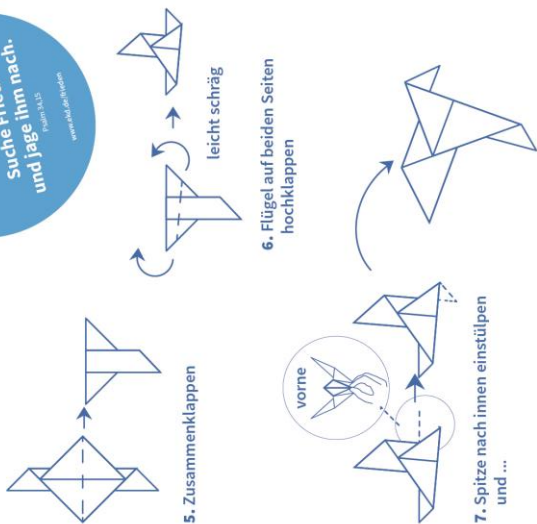 Suche Frie
und jage ihm nach.
Psalm 34,15
www.ekd.de/frieden
5. Zusammenklappen
leicht schräg
6. Flügel auf beiden Seiten
hochklappen
vorne
7. Spitze nach innen einstülpen
und ...